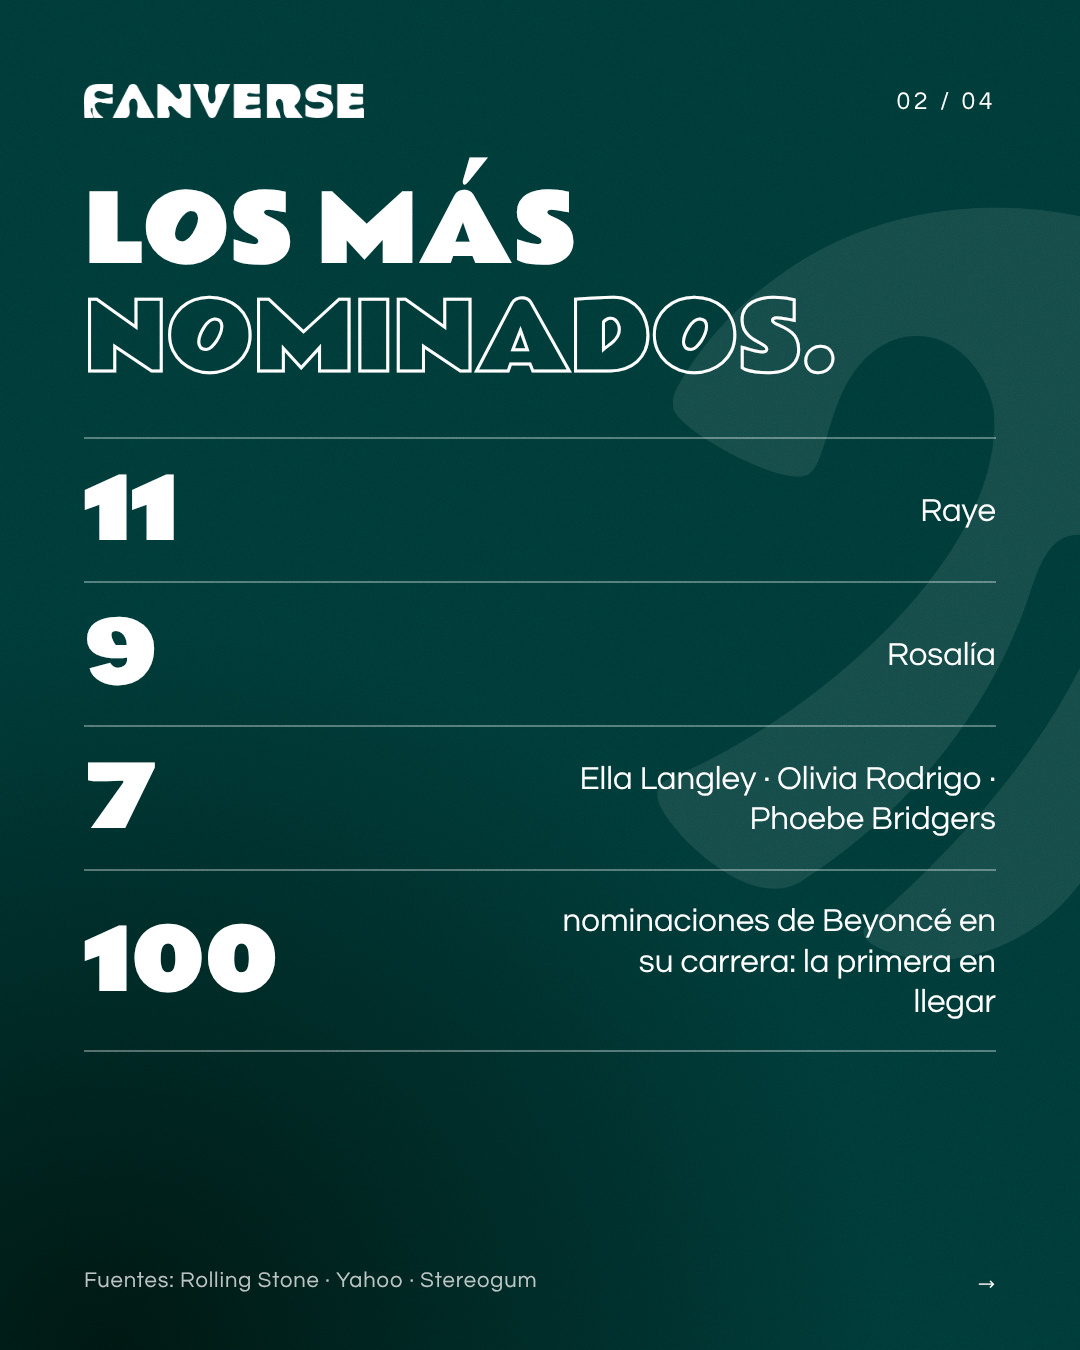 FANVERSE
02 / 04
LOS MÁS
NOMINADOS.
11
Raye
9
Rosalía
7
Ella Langley · Olivia Rodrigo ·
Phoebe Bridgers
100
nominaciones de Beyoncé en
su carrera: la primera en
llegar
Fuentes: Rolling Stone · Yahoo · Stereogum
→